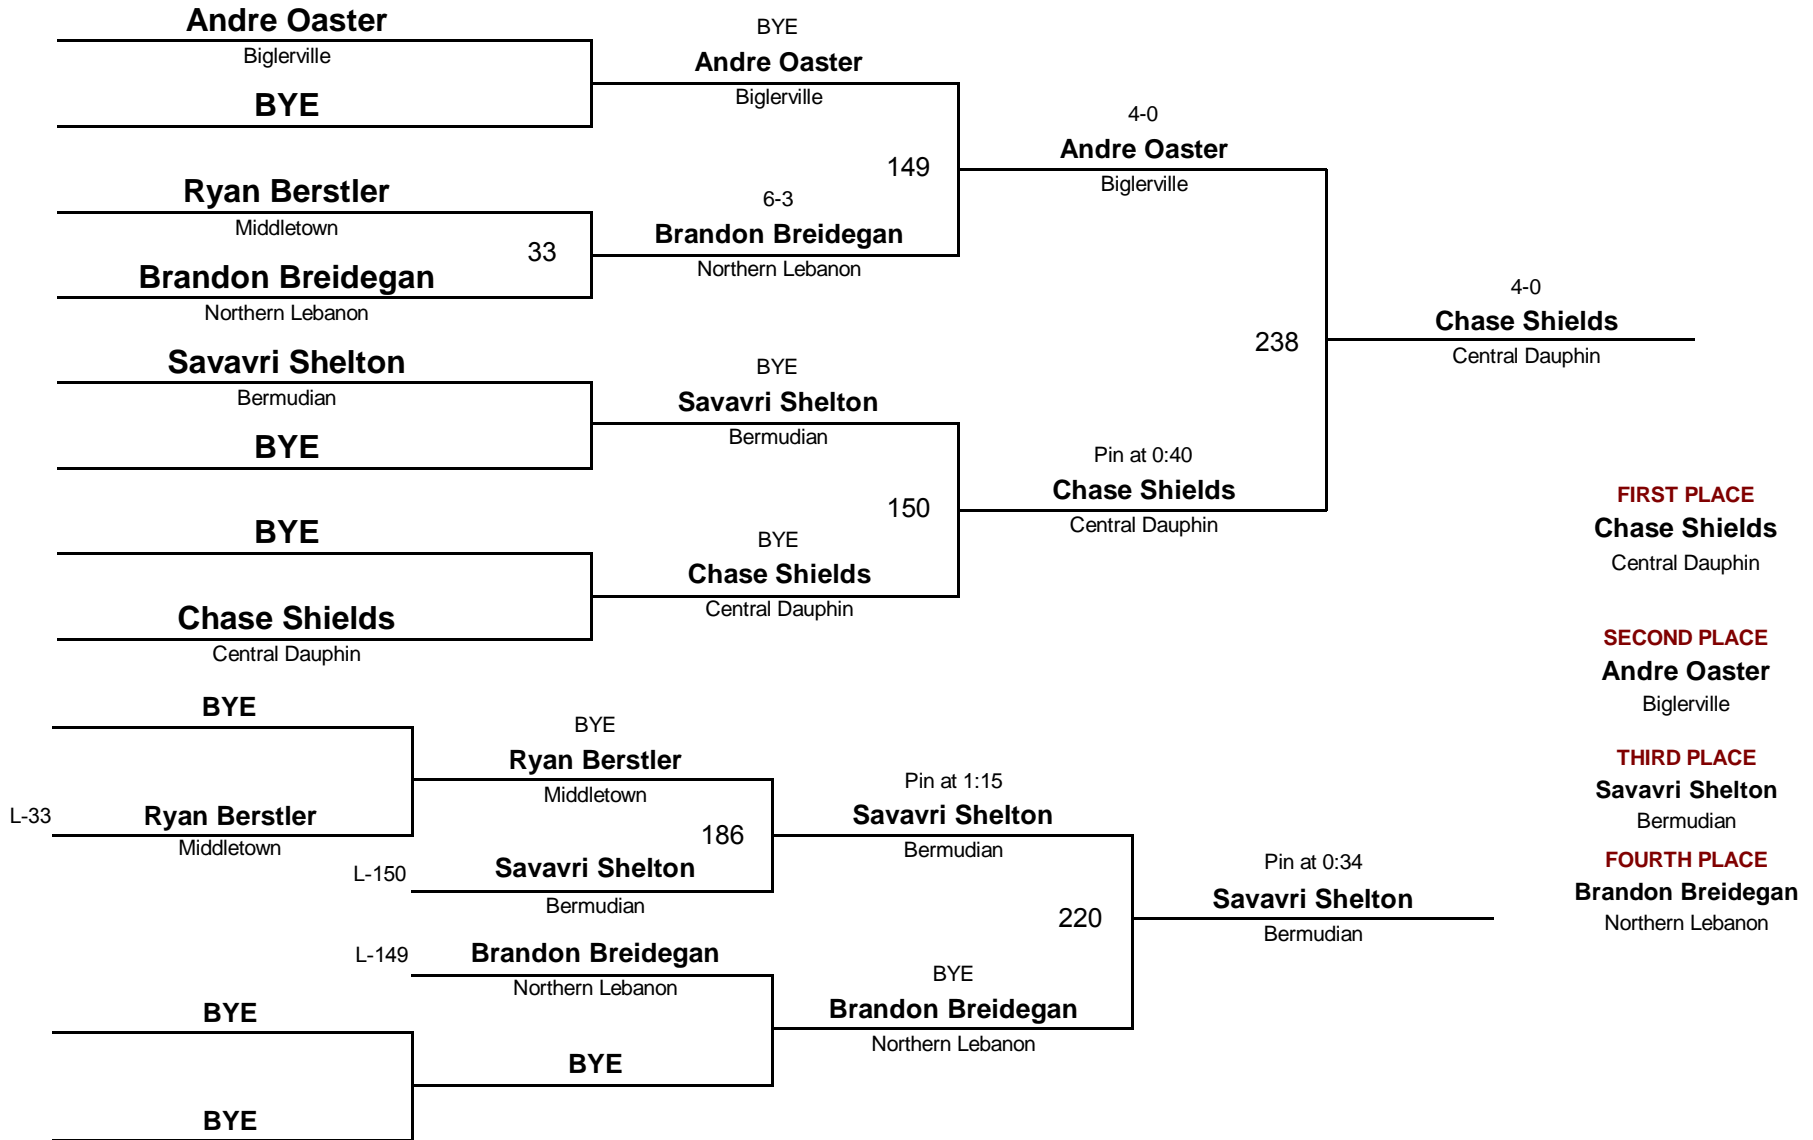 Andre Oaster
Biglerville
BYE
Ryan Berstler
Middletown
33
Brandon Breidegan
Northern Lebanon
Savavri Shelton
Bermudian
BYE
BYE
Chase Shields
Central Dauphin
BYE
Andre Oaster
Biglerville
149
6-3
Brandon Breidegan
Northern Lebanon
BYE
Savavri Shelton
Bermudian
150
BYE
Chase Shields
Central Dauphin
4-0
Andre Oaster
Biglerville
238
Pin at 0:40
Chase Shields
Central Dauphin
4-0
Chase Shields
Central Dauphin
FIRST PLACE
Chase Shields
Central Dauphin
SECOND PLACE
Andre Oaster
Biglerville
THIRD PLACE
Savavri Shelton
Bermudian
FOURTH PLACE
Brandon Breidegan
Northern Lebanon
BYE
L-33
Ryan Berstler
Middletown
BYE
BYE
BYE
Ryan Berstler
Middletown
186
L-150
Savavri Shelton
Bermudian
L-149
Brandon Breidegan
Northern Lebanon
BYE
Pin at 1:15
Savavri Shelton
Bermudian
220
BYE
Brandon Breidegan
Northern Lebanon
Pin at 0:34
Savavri Shelton
Bermudian